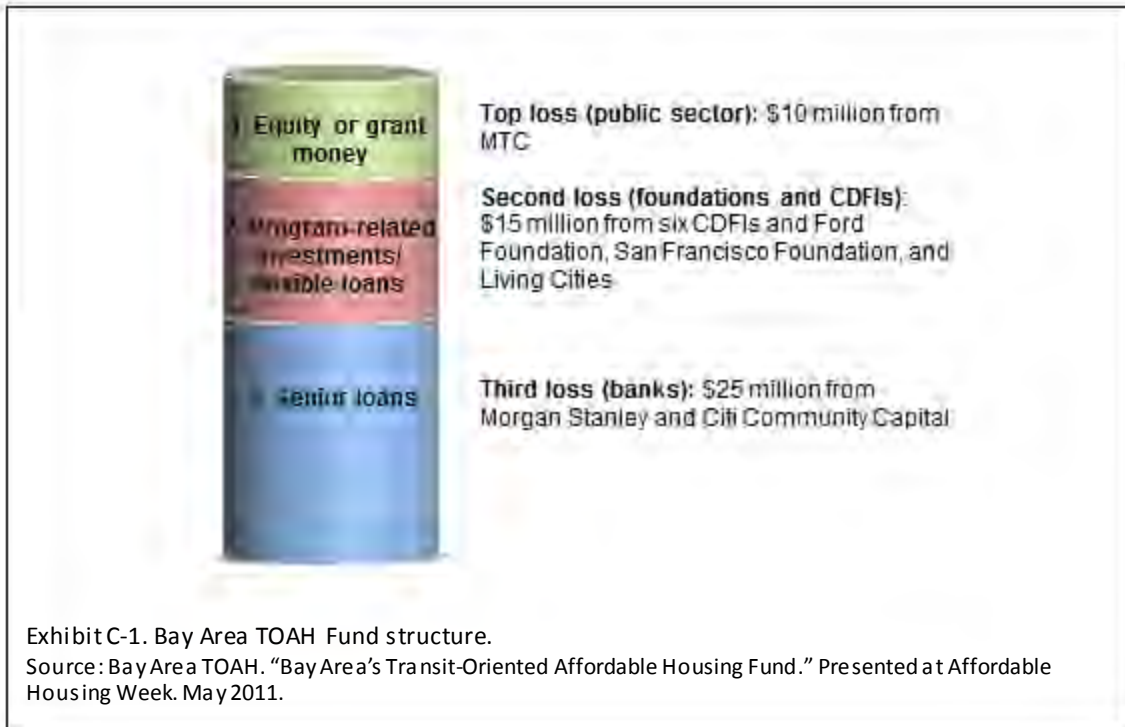 1. Equity or grant
money
Top loss (public sector): $10 million from
MTC
Program-related
investments/
flexible loans
Second loss (foundations and CDFIs):
$15 million from six CDFIs and Ford
Foundation, San Francisco Foundation, and
Living Cities
Senior loans
Third loss (banks): $25 million from
Morgan Stanley and Citi Community Capital
Exhibit C-1. Bay Area TOAH Fund structure.
Source: Bay Area TOAH. “Bay Area’s Transit-Oriented Affordable Housing Fund.” Presented at Affordable
Housing Week. May 2011.